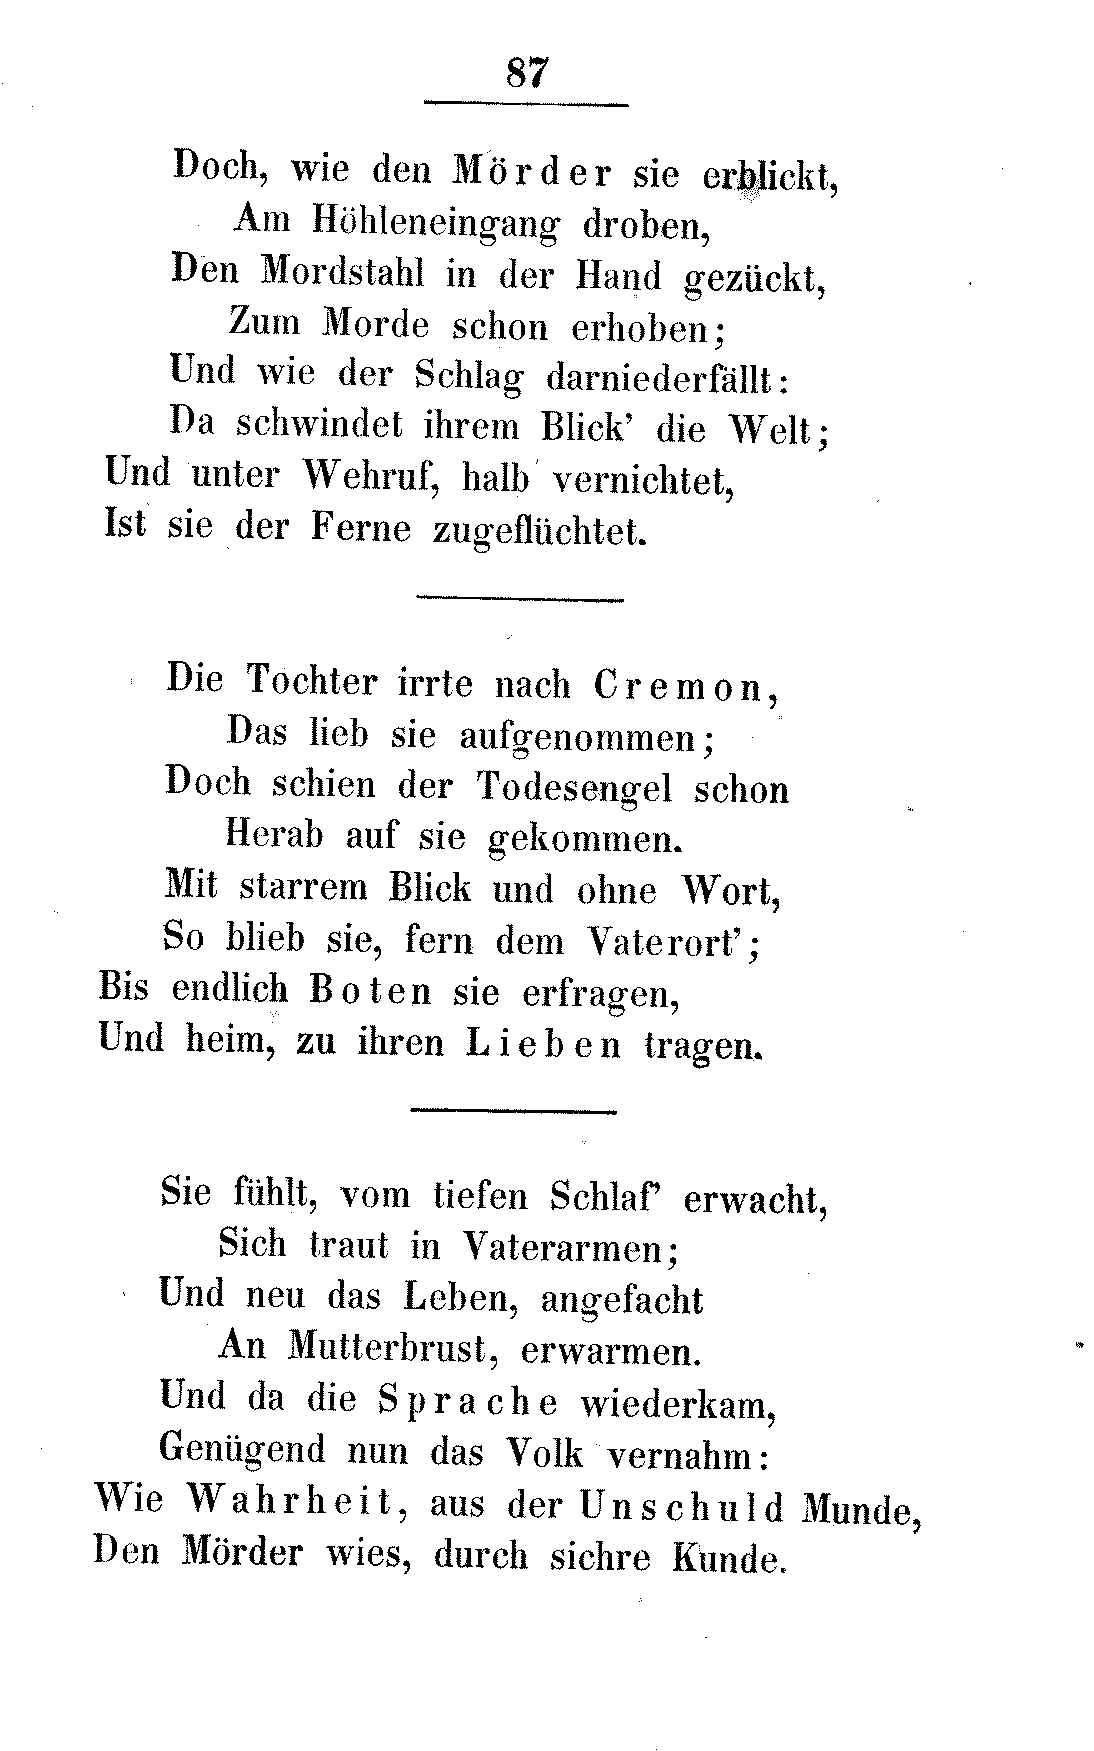 87
Doch, wie den Mörder sie erblickt,
Am Höhleneingang droben,
Den Mordstahl in der Hand gezückt,
Zum Morde schon erhoben;
Und wie der Schlag darniederfällt:
Da schwindet ihrem Blick' die Welt;
Und unter Wehruf, halb vernichtet,
Ist sie der Ferne zugeflüchtet.
Die Tochter irrte nach Cremon,
Das lieb sie aufgenommen;
Doch schien der Todesengel schon
Herab auf sie gekommen.
Mit starrem Blick und ohne Wort,
So blieb sie, fern dem Vaterort';
Bis endlich Boten sie erfragen,
Und heim, zu ihren Lieben tragen.
Sie fühlt, vom tiefen Schlaf' erwacht,
Sich traut in Vaterarmen;
Und neu das Leben, angefacht
An Mutterbrust, erwarmen.
Und da die Sprache wiederkam,
Genügend nun das Volk vernahm:
Wie Wahrheit, aus der Unschuld Munde,
Den Mörder wies, durch sichre Kunde.